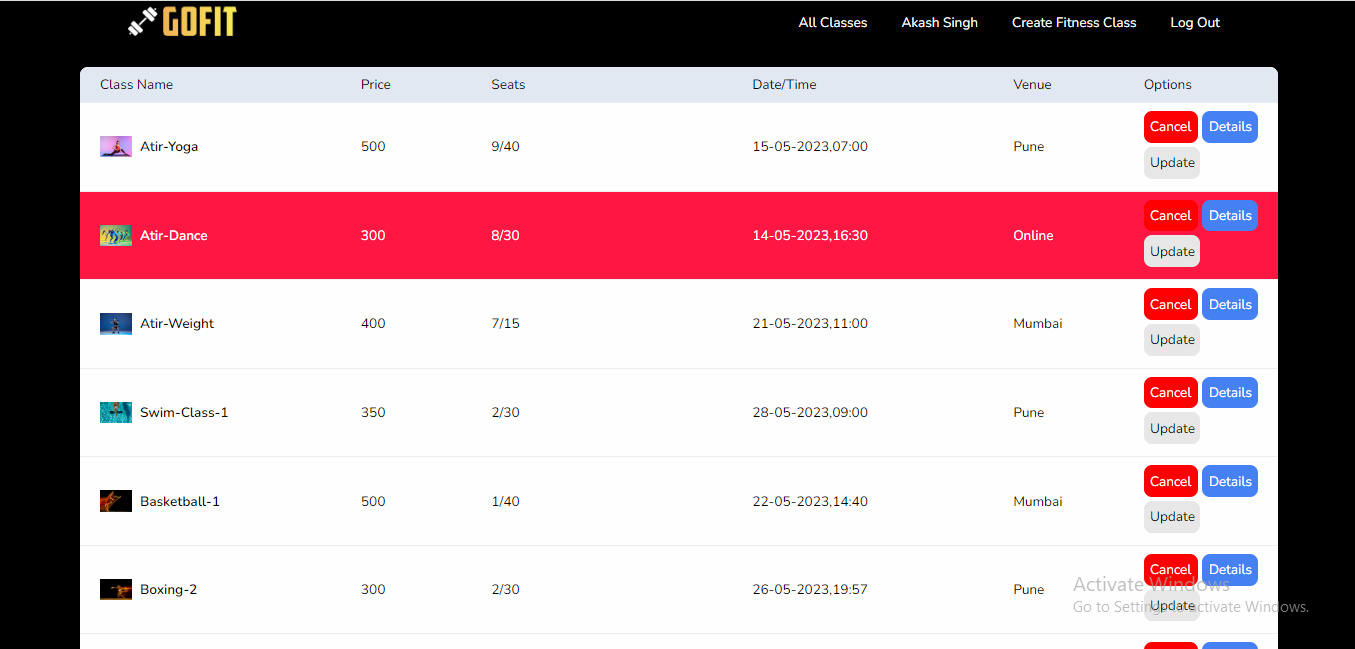 GOFIT All Classes Akash Singh Create Fitness Class Log Out
Class Name Price Seats Date/Time Venue Options
Atir-Yoga 500 9/40 15-05-2023,07:00 Pune Cancel Details
Update
Atir-Dance 300 8/30 14-05-2023,16:30 Online Cancel Details
Update
Atir-Weight 400 7/15 21-05-2023,11:00 Mumbai Cancel Details
Update
Swim-Class-1 350 2/30 28-05-2023,09:00 Pune Cancel Details
Update
Basketball-1 500 1/40 22-05-2023,14:40 Mumbai Cancel Details
Update
Boxing-2 300 2/30 26-05-2023,19:57 Pune Cancel Details
Update
Activate Windows
Go to Settings to activate Windows.